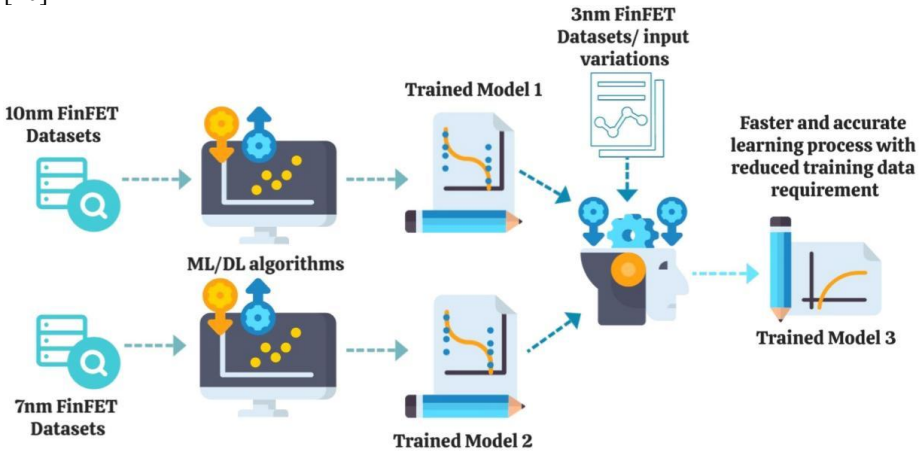 3nm FinFET
Datasets/ input
variations
Trained Model 1
10nm FinFET
Datasets
Faster and accurate
learning process with
reduced training data
requirement
ML/DL algorithms
Trained Model 3
7nm FinFET
Datasets
Trained Model 2